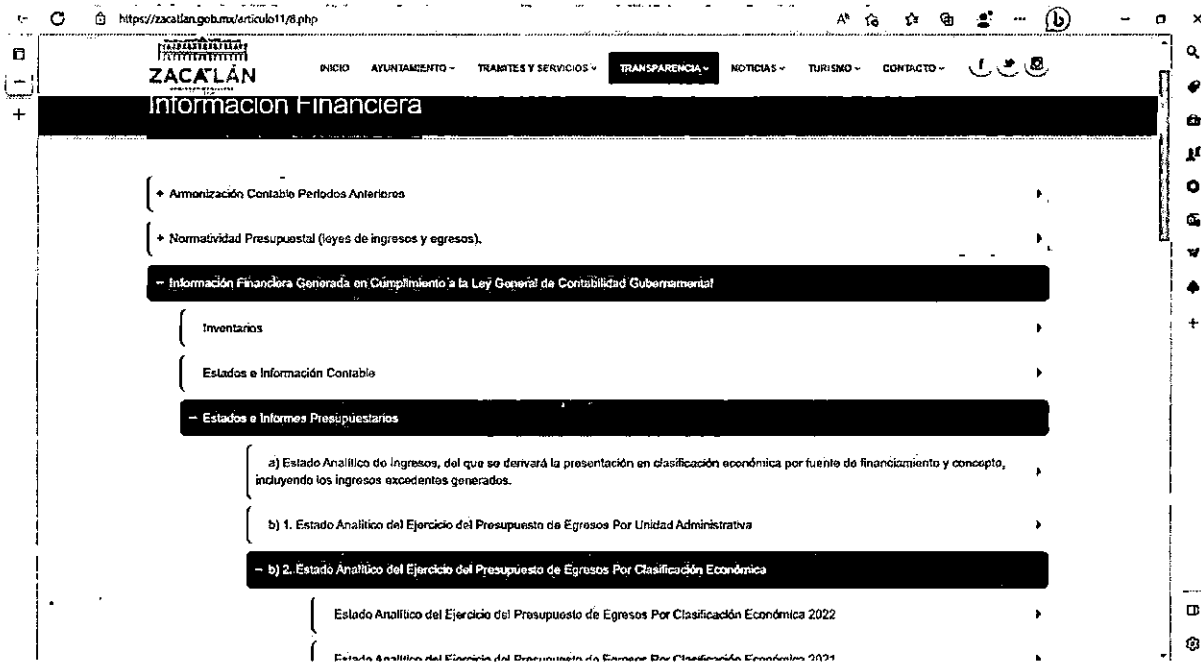 https://zacatlan.gob.mx/articulo11/8.php
ZACATLÁN
INICIO AYUNTAMIENTO TRAMITES Y SERVICIOS TRANSPARENCIA NOTICIAS TURISMO CONTACTO
Información Financiera
+ Armonización Contable Periodos Anteriores
+ Normatividad Presupuestal (leyes de ingresos y egresos).
– Información Financiera Generada en Cumplimiento a la Ley General de Contabilidad Gubernamental
Inventarios
Estados e Información Contable
– Estados e Informes Presupuestarios
a) Estado Analítico de Ingresos, del que se derivará la presentación en clasificación económica por fuente de financiamiento y concepto,
incluyendo los ingresos excedentes generados.
b) 1. Estado Analítico del Ejercicio del Presupuesto de Egresos Por Unidad Administrativa
– b) 2. Estado Analítico del Ejercicio del Presupuesto de Egresos Por Clasificación Económica
Estado Analítico del Ejercicio del Presupuesto de Egresos Por Clasificación Económica 2022
Estado Analítico del Ejercicio del Presupuesto de Egresos Por Clasificación Económica 2021